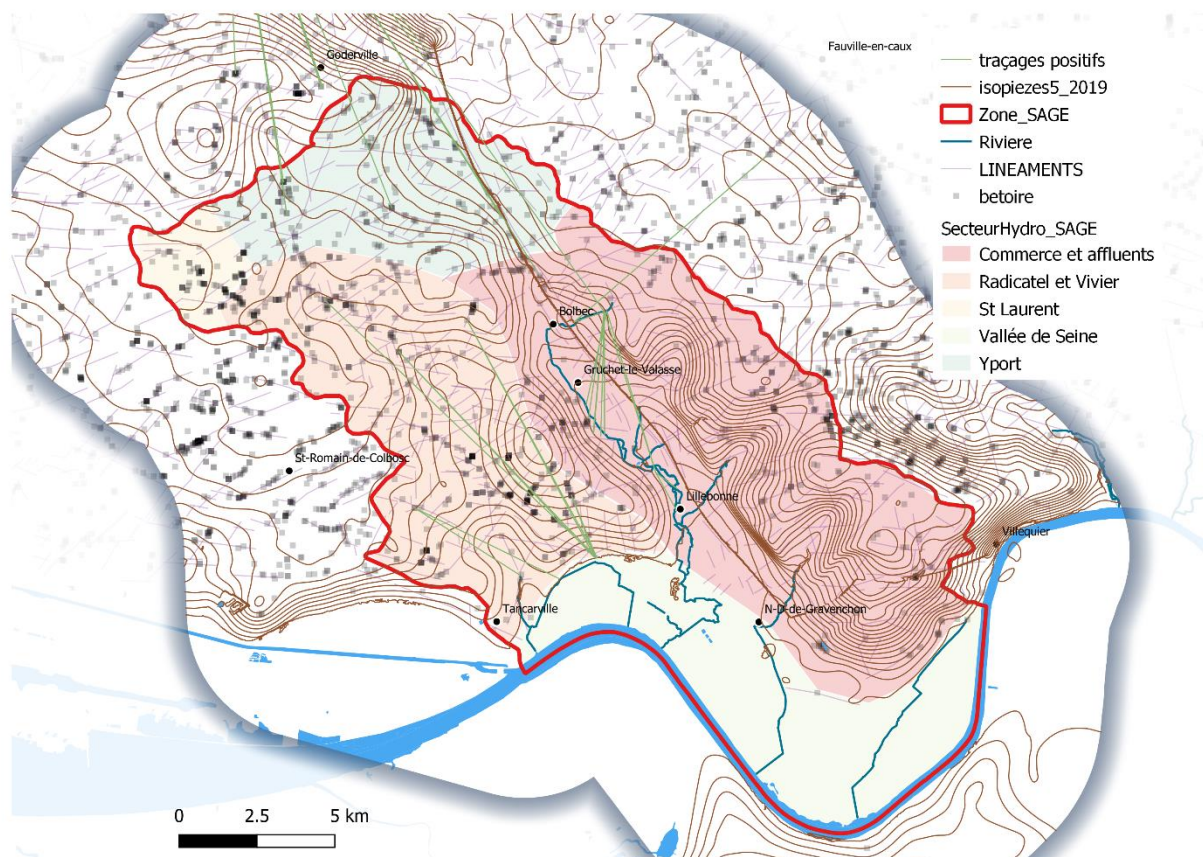 Fauville-en-caux
Goderville
traçages positifs
isopiezes5_2019
Zone_SAGE
Riviere
LINEAMENTS
betoire
SecteurHydro_SAGE
Commerce et affluents
Radicatel et Vivier
St Laurent
Vallée de Seine
Yport
Bolbec
Gruchet-le-Valasse
St-Romain-de-Colbosc
Lillebonne
Villequier
Tancarville
N-D-de-Gravenchon
0 2.5 5 km